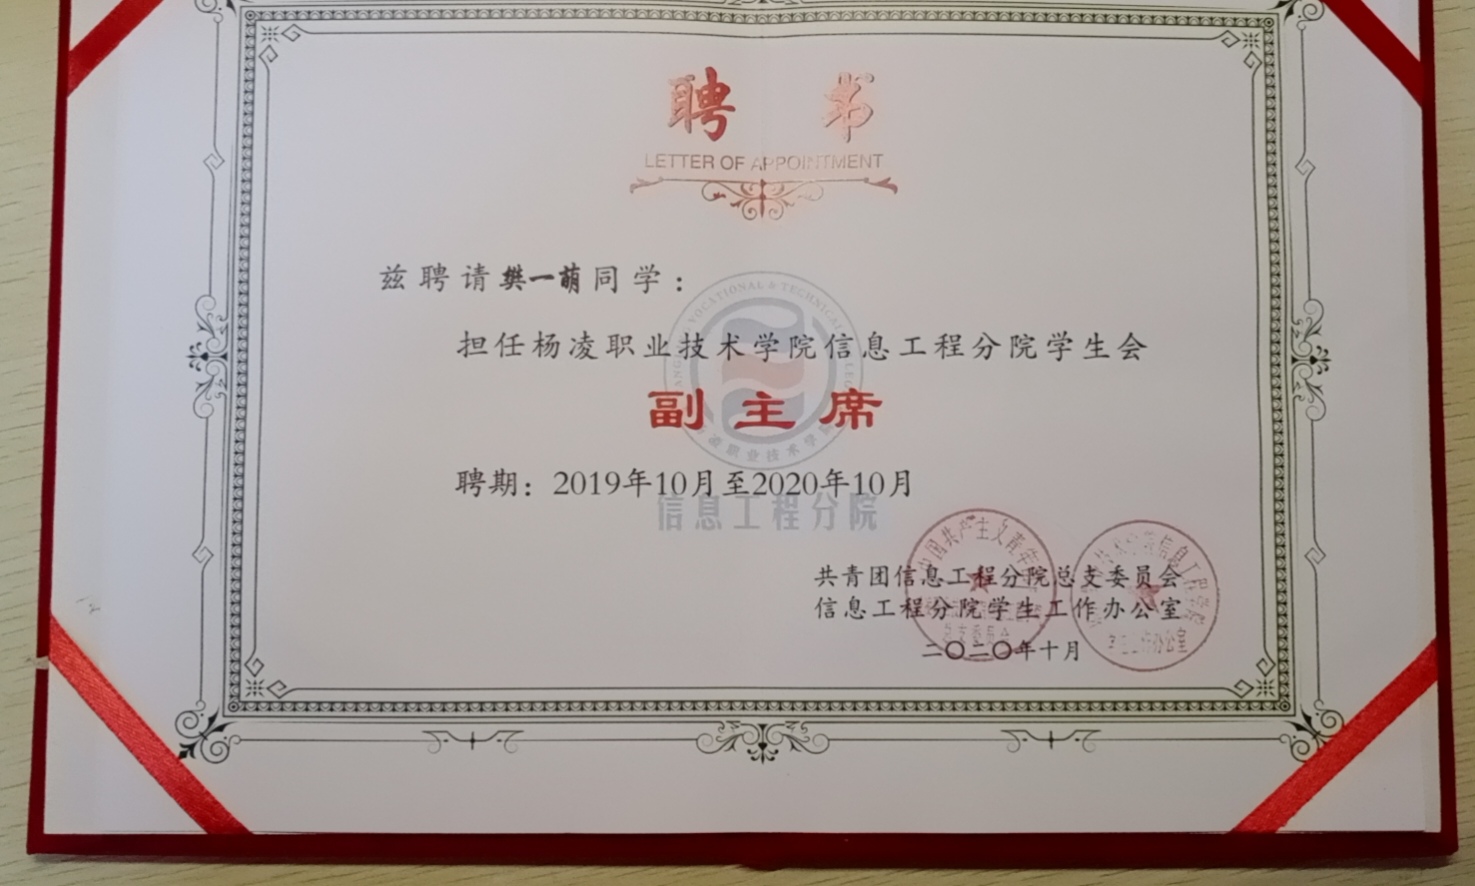 聘 书
LETTER OF APPOINTMENT
兹聘请樊一萌同学：
担任杨凌职业技术学院信息工程分院学生会
副主席
聘期：2019年10月至2020年10月
信息工程分院
共青团信息工程分院总支委员会
信息工程分院学生工作办公室
二〇二〇年十月